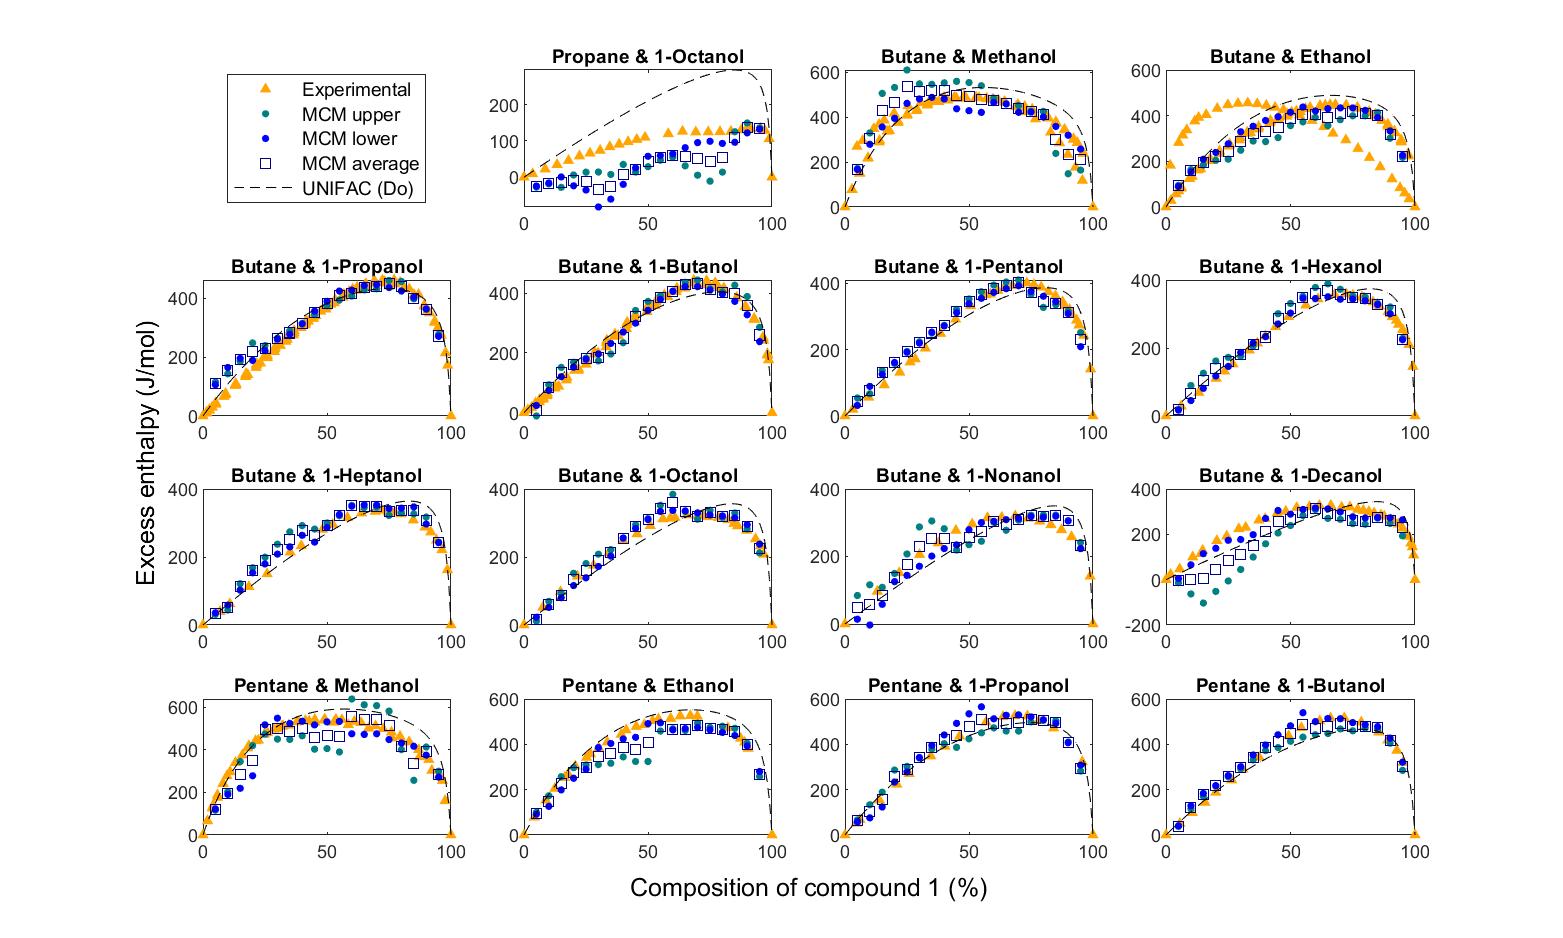 Experimental
MCM upper
MCM lower
MCM average
UNIFAC (Do)
Propane & 1-Octanol
200
100
0
0 50 100
Butane & Methanol
600
400
200
0
0 50 100
Butane & Ethanol
600
400
200
0
0 50 100
Butane & 1-Propanol
400
200
0
0 50 100
Butane & 1-Butanol
400
200
0
0 50 100
Butane & 1-Pentanol
400
200
0
0 50 100
Butane & 1-Hexanol
400
200
0
0 50 100
Excess enthalpy (J/mol)
Butane & 1-Heptanol
400
200
0
0 50 100
Butane & 1-Octanol
400
200
0
0 50 100
Butane & 1-Nonanol
400
200
0
0 50 100
Butane & 1-Decanol
400
200
0
-200
0 50 100
Pentane & Methanol
600
400
200
0
0 50 100
Pentane & Ethanol
600
400
200
0
0 50 100
Pentane & 1-Propanol
600
400
200
0
0 50 100
Pentane & 1-Butanol
600
400
200
0
0 50 100
Composition of compound 1 (%)